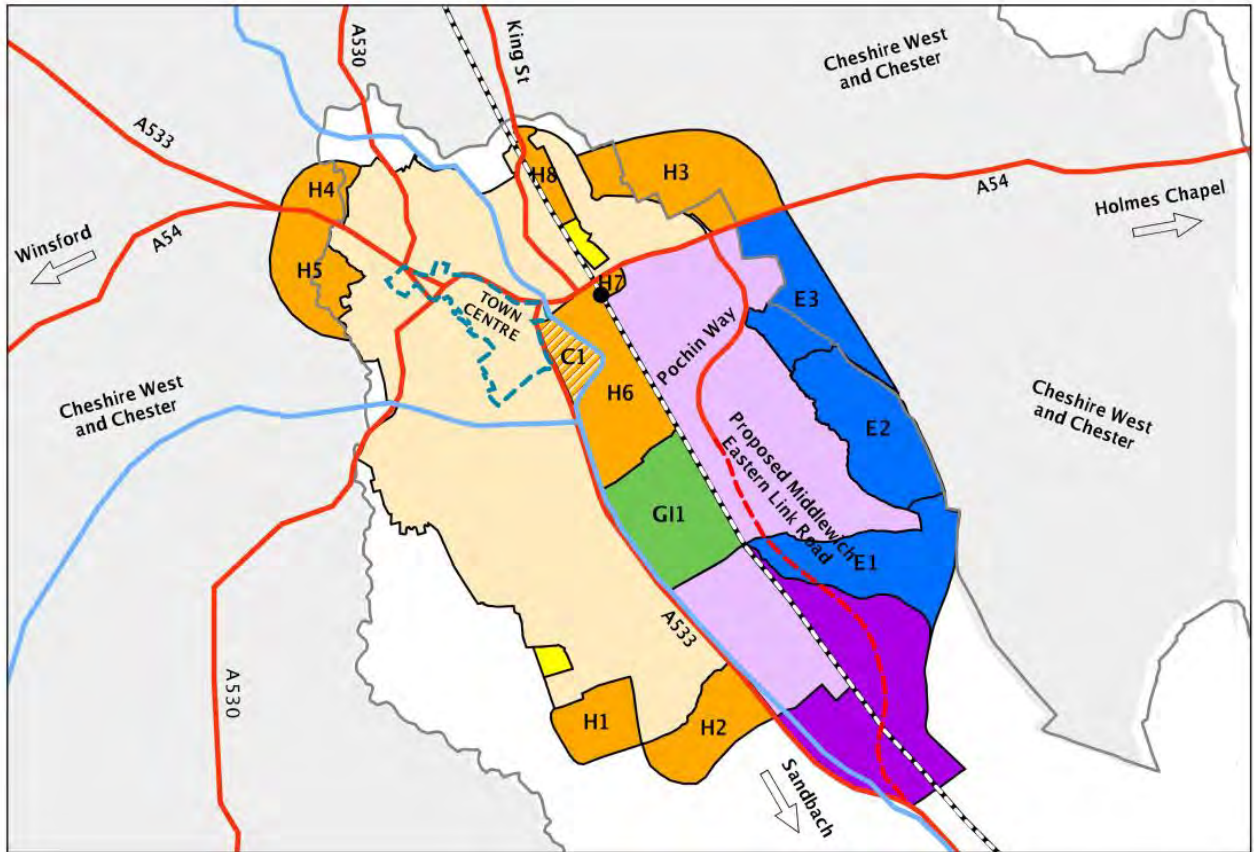 A530
King St
Cheshire West
and Chester
A533
H4
H8
H3
A54
Holmes Chapel
Winsford
A54
H5
H7
E3
TOWN
CENTRE
C1
Pochin Way
H6
Cheshire West
and Chester
Cheshire West
and Chester
E2
Proposed Middlewich
Eastern Link Road
GI1
E1
A533
A530
H1
H2
Sandbach